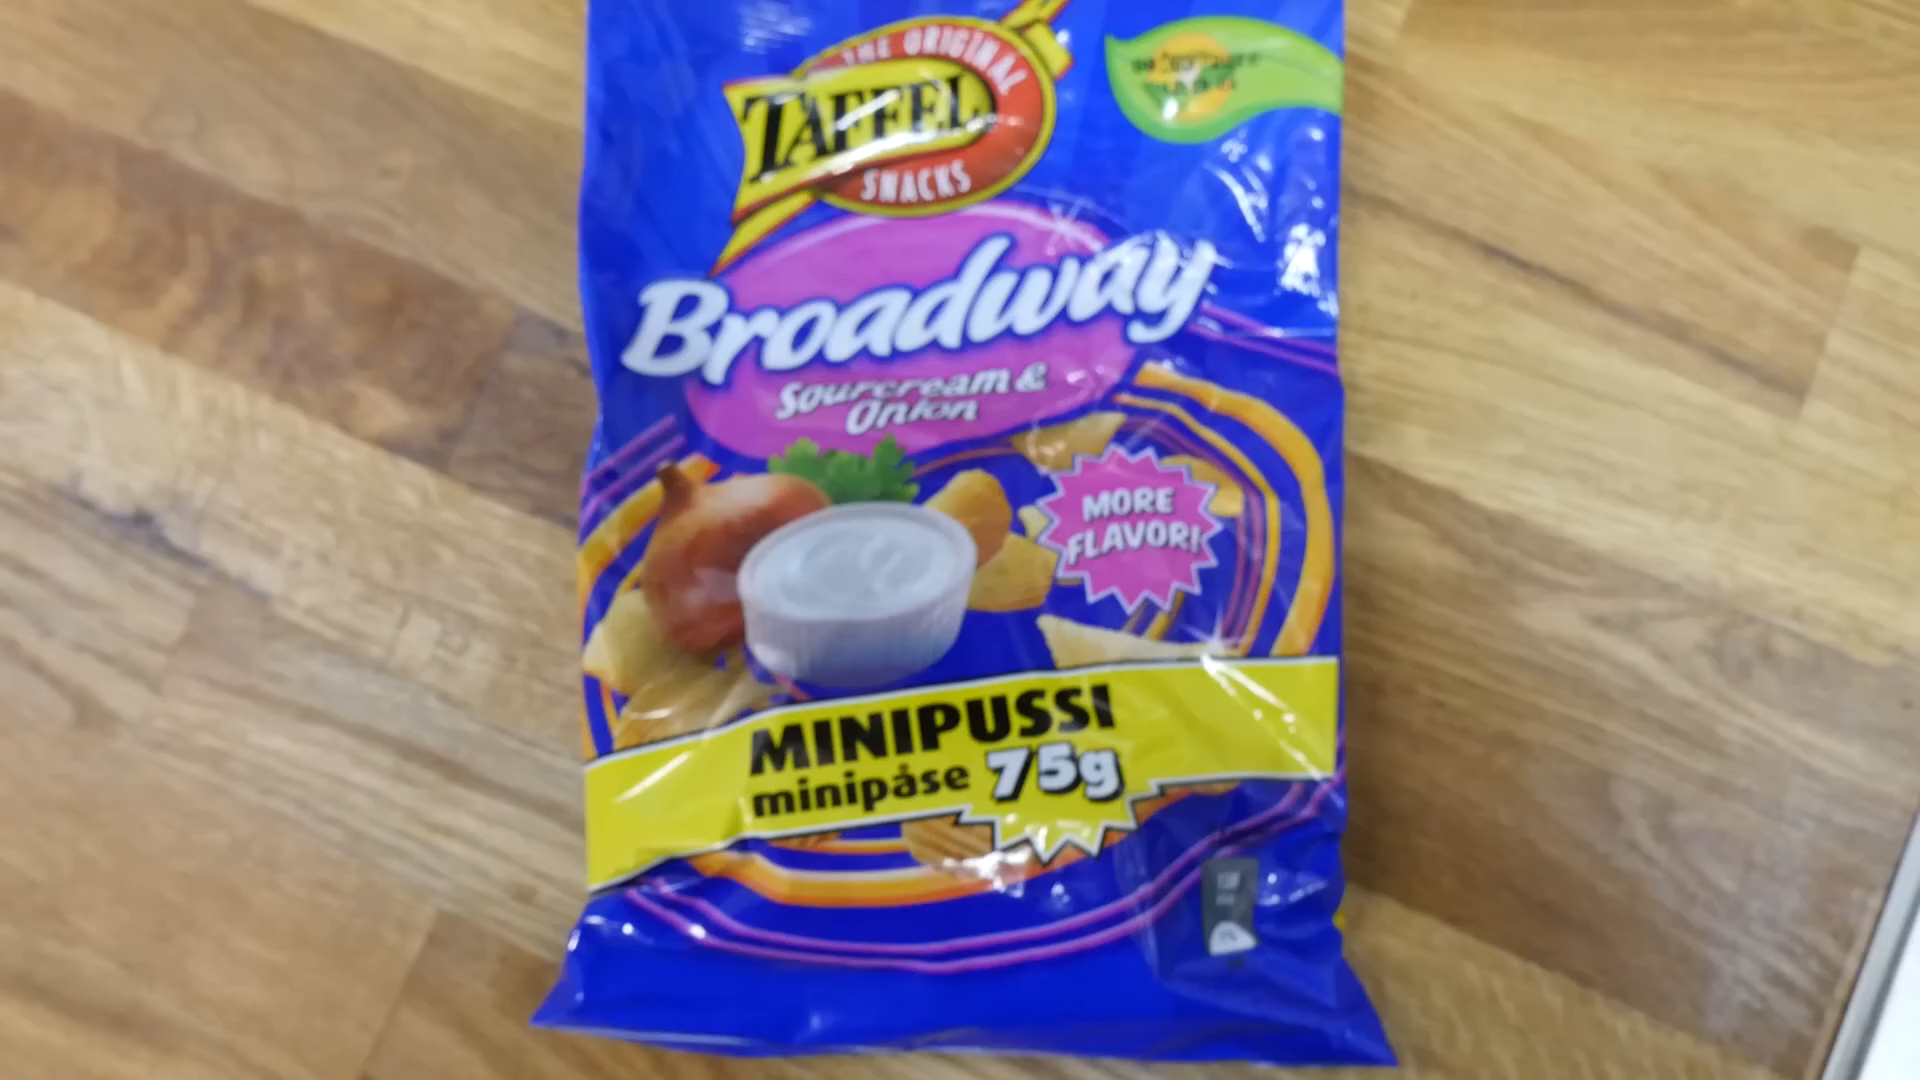 THE ORIGINAL
TAFFEL
SNACKS
Broadway
Sourcream &
Onion
MORE
FLAVOR!
MINIPUSSI
minipåse 75g